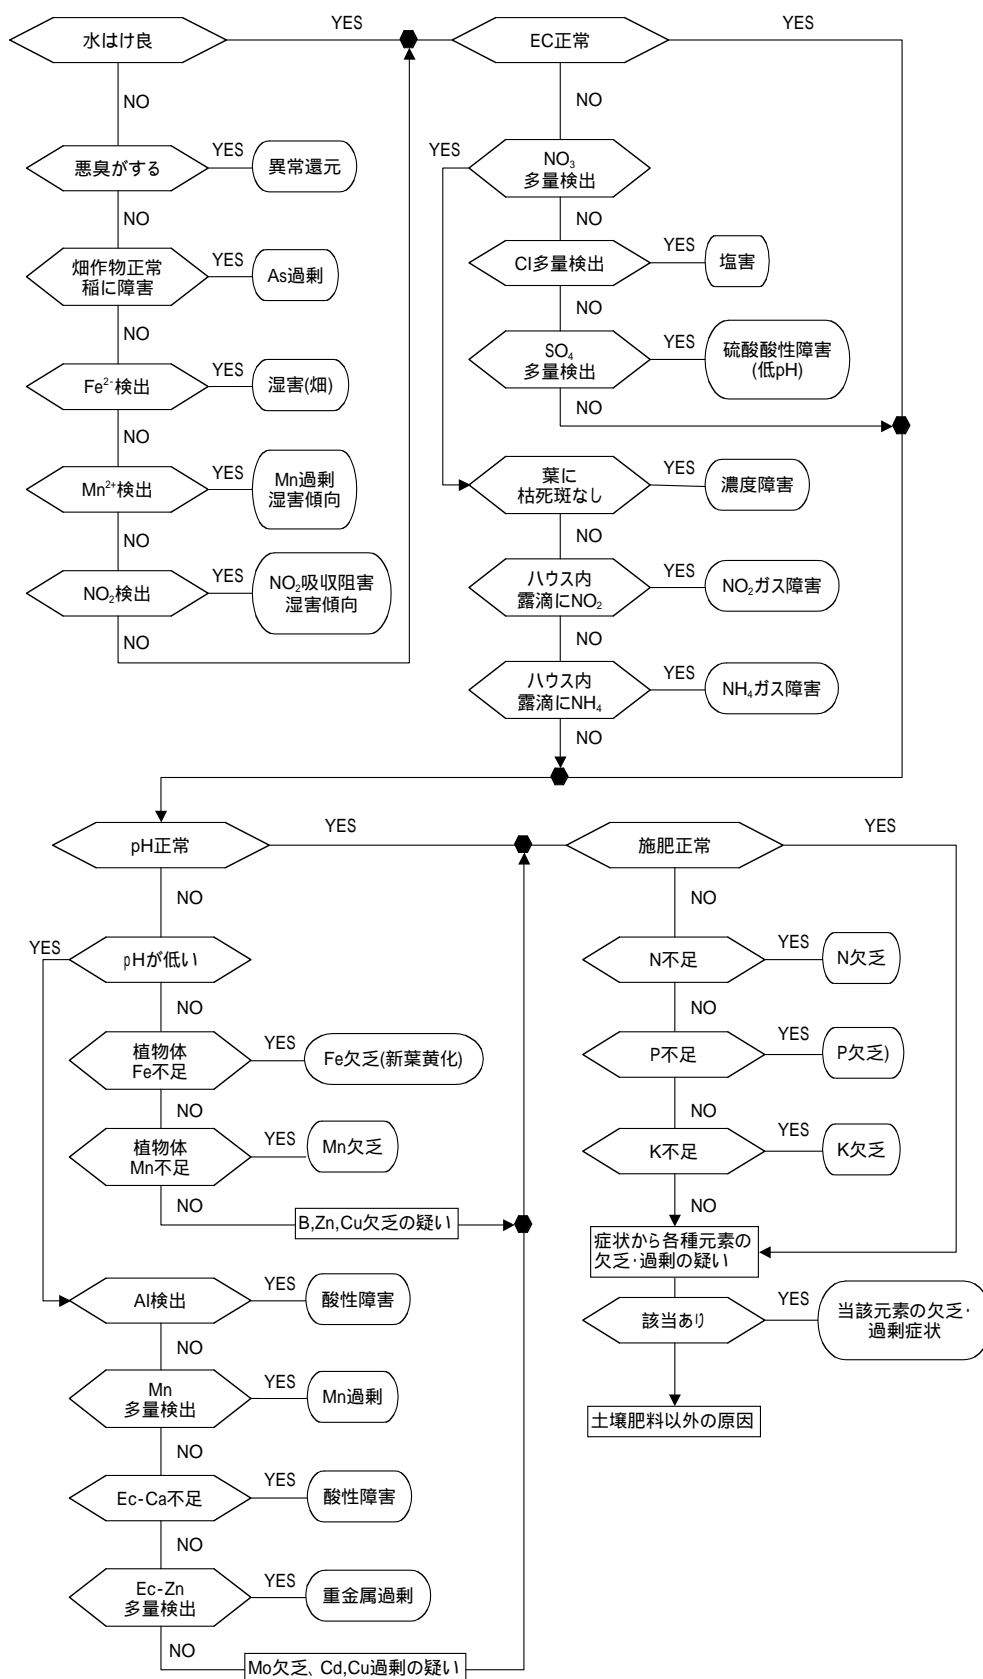 水はけ良
YES
NO
悪臭がする
YES
異常還元
NO
畑作物正常
稲に障害
YES
As過剰
NO
Fe²⁻検出
YES
湿害(畑)
NO
Mn²⁺検出
YES
Mn過剰
湿害傾向
NO
NO₂検出
YES
NO₂吸収阻害
湿害傾向
NO
EC正常
YES
NO
YES
NO₃
多量検出
NO
Cl多量検出
YES
塩害
NO
SO₄
多量検出
YES
硫酸酸性障害
(低pH)
NO
葉に
枯死斑なし
YES
濃度障害
NO
ハウス内
露滴にNO₂
YES
NO₂ガス障害
NO
ハウス内
露滴にNH₄
YES
NH₄ガス障害
NO
pH正常
YES
NO
YES
pHが低い
NO
植物体
Fe不足
YES
Fe欠乏(新葉黄化)
NO
植物体
Mn不足
YES
Mn欠乏
NO
B,Zn,Cu欠乏の疑い
Al検出
YES
酸性障害
NO
Mn
多量検出
YES
Mn過剰
NO
Ec-Ca不足
YES
酸性障害
NO
Ec-Zn
多量検出
YES
重金属過剰
NO
Mo欠乏、Cd,Cu過剰の疑い
施肥正常
YES
NO
N不足
YES
N欠乏
NO
P不足
YES
P欠乏)
NO
K不足
YES
K欠乏
NO
症状から各種元素の
欠乏・過剰の疑い
該当あり
YES
当該元素の欠乏・
過剰症状
土壌肥料以外の原因